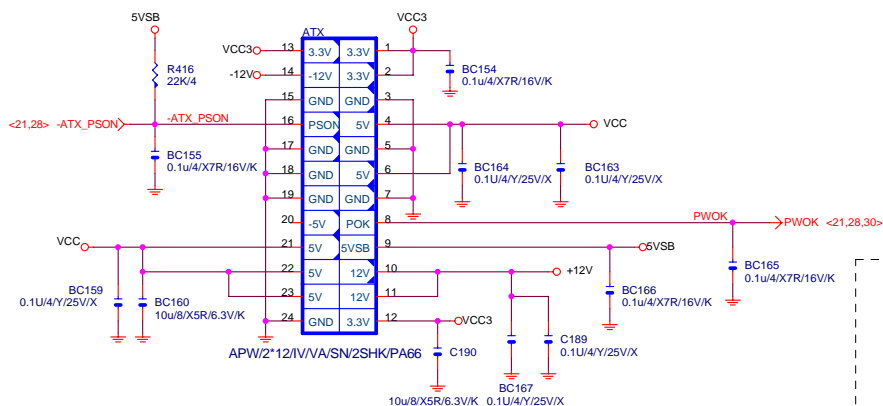 5VSB
VCC3
ATX
VCC3 13 3.3V 3.3V 1
R416
22K/4
-12V 14 -12V 3.3V 2
BC154
0.1u/4/X7R/16V/K
15 GND GND 3
<21,28> -ATX_PSON -ATX_PSON 16 PSON 5V 4 VCC
17 GND GND 5
BC155
0.1u/4/X7R/16V/K
BC164
0.1U/4/Y/25V/X
BC163
0.1U/4/Y/25V/X
18 GND 5V 6
19 GND GND 7
20 -5V POK 8 PWOK PWOK <21,28,30>
VCC 21 5V 5VSB 9 5VSB
22 5V 12V 10 +12V
BC165
0.1u/4/X7R/16V/K
BC159
0.1U/4/Y/25V/X
BC160
10u/8/X5R/6.3V/K
23 5V 12V 11
BC166
0.1u/4/X7R/16V/K
24 GND 3.3V 12 VCC3
APW/2*12/IV/VA/SN/2SHK/PA66
C190
10u/8/X5R/6.3V/K
BC167
0.1U/4/Y/25V/X
C189
0.1U/4/Y/25V/X